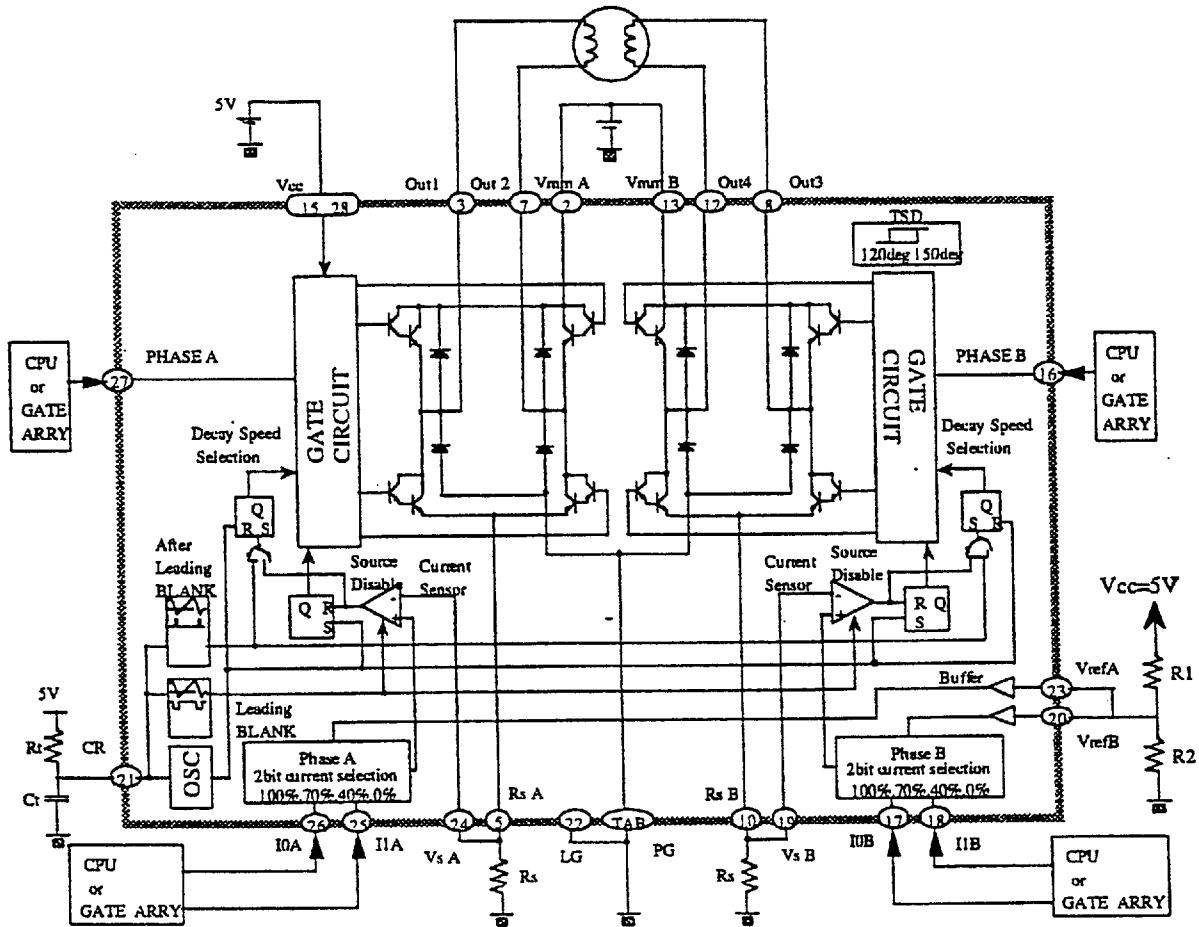 5V
Vcc
Out1
Out 2
Vmm A
Vmm B
Out4
Out3
15 28
3
7
2
13
12
8
TSD
120deg 150deg
CPU
or
GATE
ARRY
27
PHASE A
GATE
CIRCUIT
GATE
CIRCUIT
PHASE B
16
CPU
or
GATE
ARRY
Decay Speed
Selection
Decay Speed
Selection
Q
R S
Q
S R
After
Leading
BLANK
Source
Disable
Current
Sensor
Current
Sensor
Source
Disable
Q R
S
-
+
-
+
R Q
S
Vcc=5V
R1
5V
Rt
CR
Ct
21
OSC
Leading
BLANK
Buffer
VrefA
23
20
VrefB
R2
Phase A
2bit current selection
100%,70%,40%,0%
Phase B
2bit current selection
100%,70%,40%,0%
Rs A
Rs B
26
25
24
5
22
TAB
10
19
17
18
I0A
I1A
Vs A
LG
PG
Vs B
I0B
I1B
Rs
Rs
CPU
or
GATE ARRY
CPU
or
GATE ARRY